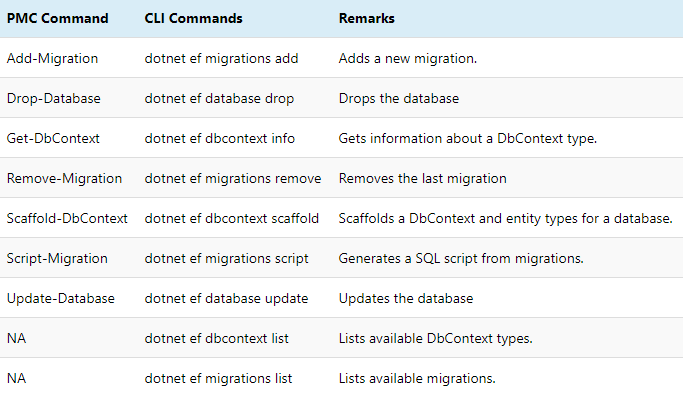 PMC Command CLI Commands Remarks
Add-Migration dotnet ef migrations add Adds a new migration.
Drop-Database dotnet ef database drop Drops the database
Get-DbContext dotnet ef dbcontext info Gets information about a DbContext type.
Remove-Migration dotnet ef migrations remove Removes the last migration
Scaffold-DbContext dotnet ef dbcontext scaffold Scaffolds a DbContext and entity types for a database.
Script-Migration dotnet ef migrations script Generates a SQL script from migrations.
Update-Database dotnet ef database update Updates the database
NA dotnet ef dbcontext list Lists available DbContext types.
NA dotnet ef migrations list Lists available migrations.